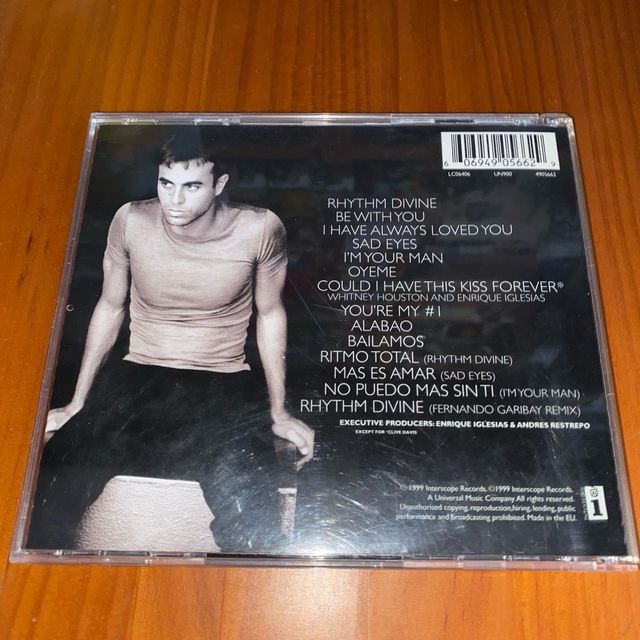 6 06949 05662 9
LC06406 UN900 4905662
RHYTHM DIVINE
BE WITH YOU
I HAVE ALWAYS LOVED YOU
SAD EYES
I'M YOUR MAN
OYEME
COULD I HAVE THIS KISS FOREVER*
WHITNEY HOUSTON AND ENRIQUE IGLESIAS
YOU'RE MY #1
ALABAO
BAILAMOS
RITMO TOTAL (RHYTHM DIVINE)
MAS ES AMAR (SAD EYES)
NO PUEDO MAS SIN TI (I'M YOUR MAN)
RHYTHM DIVINE (FERNANDO GARIBAY REMIX)
EXECUTIVE PRODUCERS: ENRIQUE IGLESIAS & ANDRES RESTREPO
EXCEPT FOR *CLIVE DAVIS
℗ 1999 Interscope Records. © 1999 Interscope Records.
A Universal Music Company. All rights reserved.
Unauthorised copying, reproduction, hiring, lending, public
performance and broadcasting prohibited. Made in the EU.
i